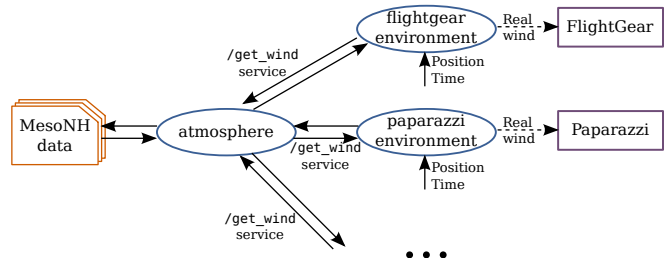 flightgear
environment
Real
wind
FlightGear
/get_wind
service
Position
Time
MesoNH
data
atmosphere
/get_wind
service
paparazzi
environment
Real
wind
Paparazzi
Position
Time
/get_wind
service